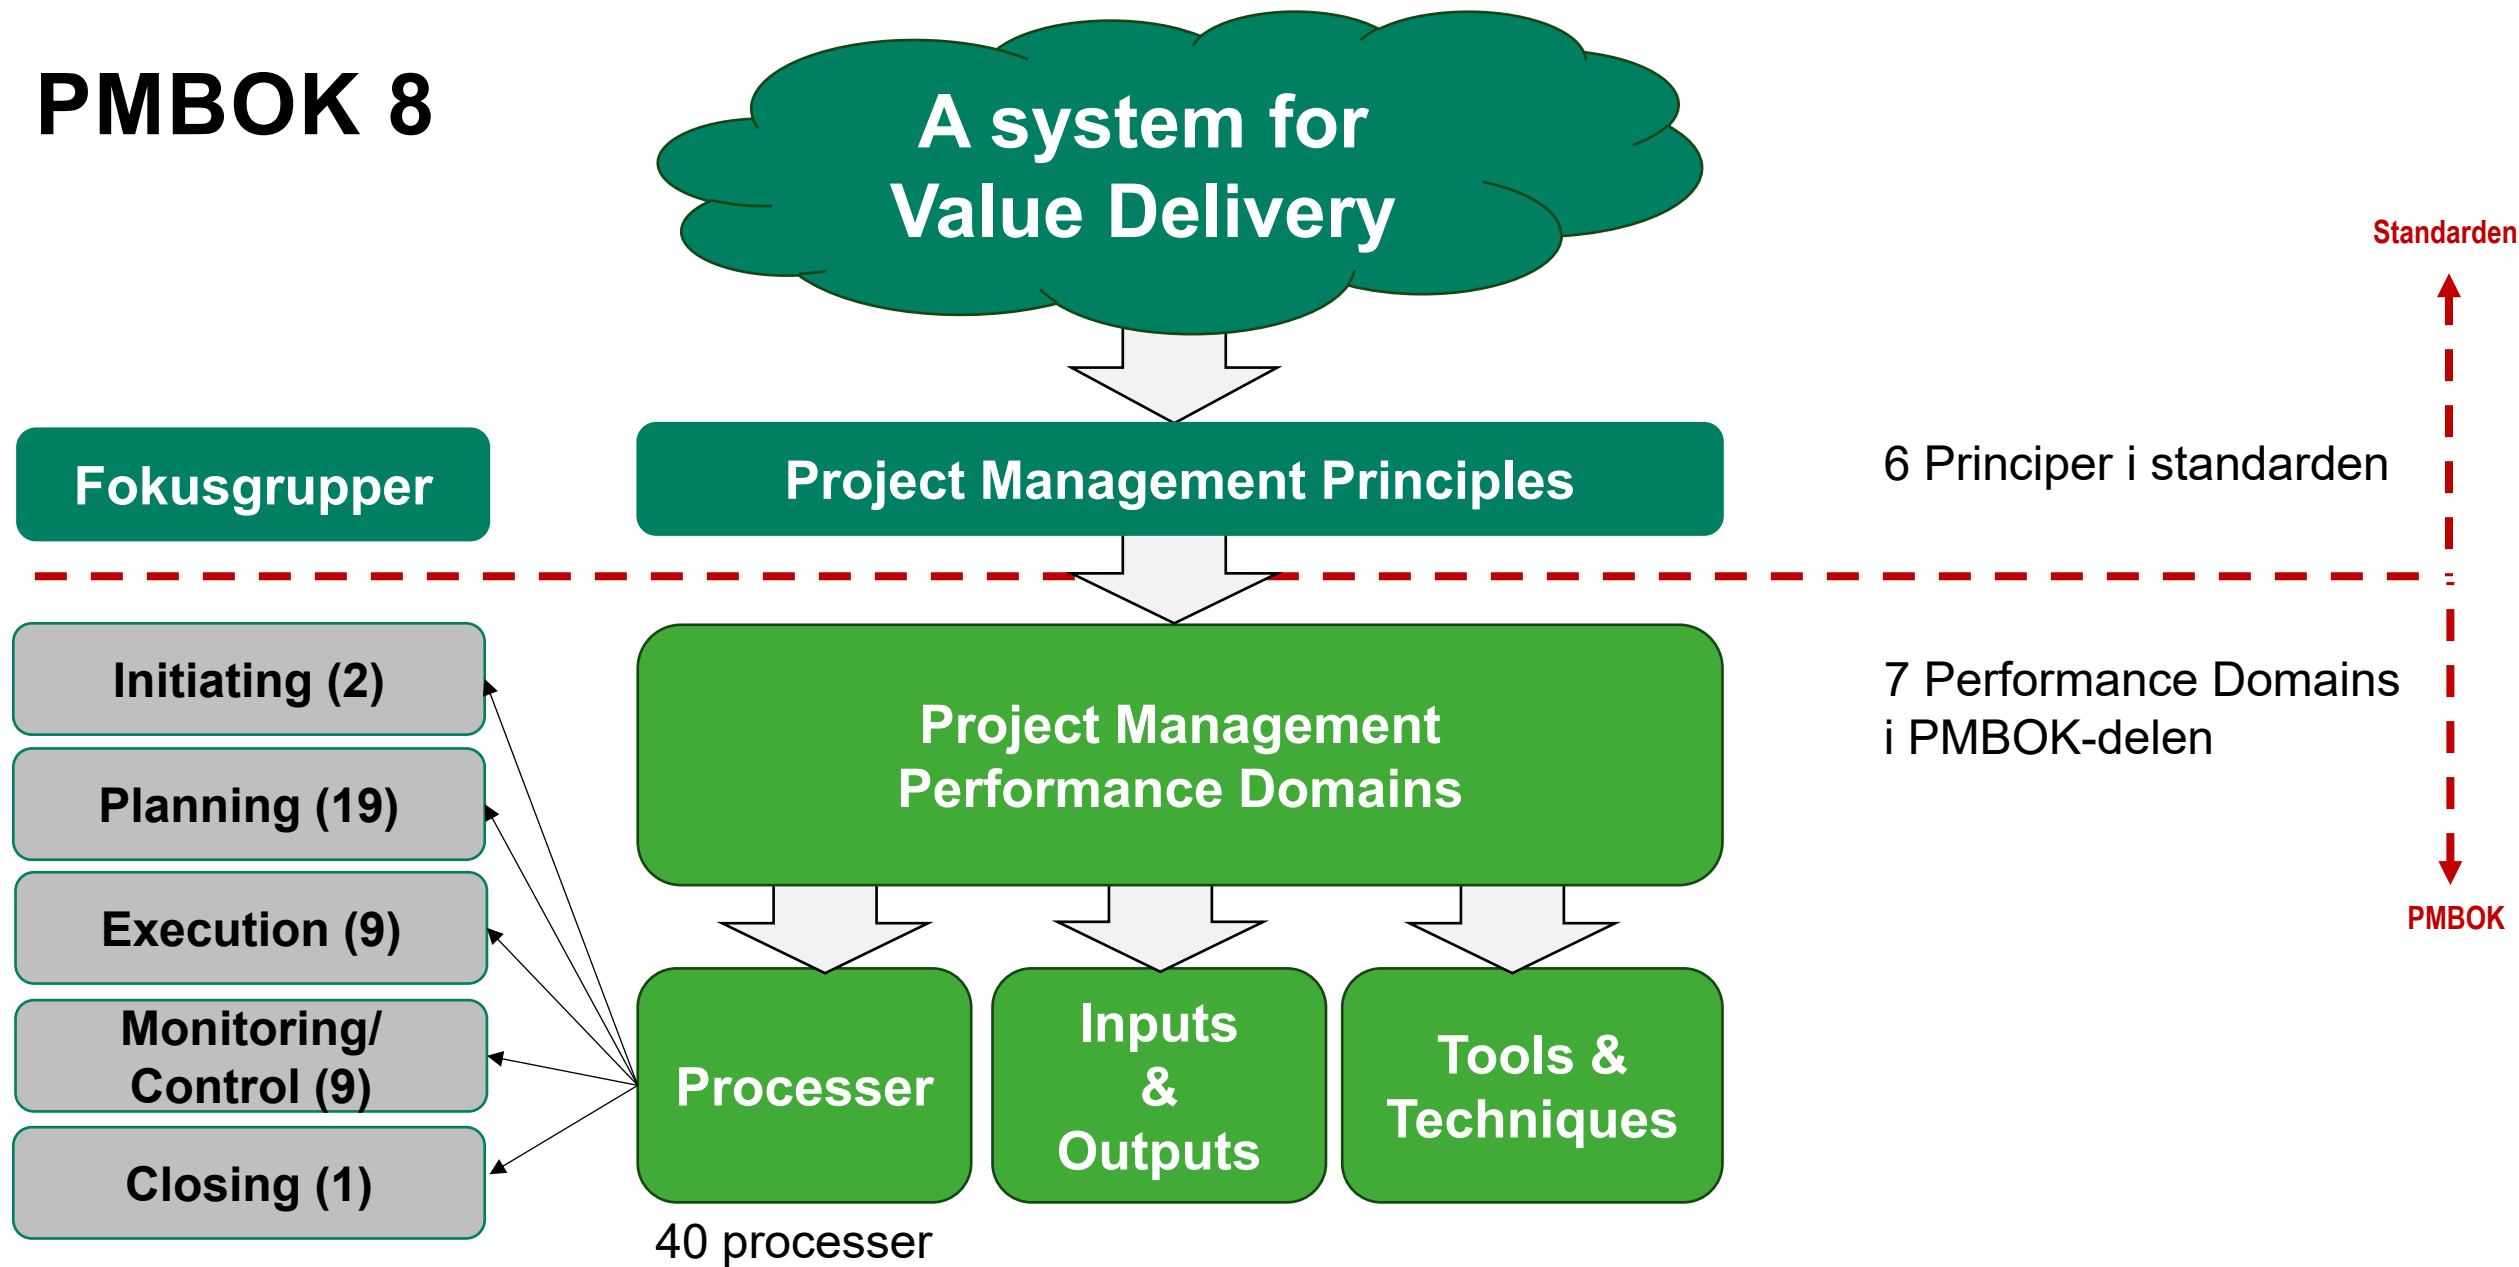 PMBOK 8
A system for
Value Delivery
Standarden
Fokusgrupper
Project Management Principles
6 Principer i standarden
Initiating (2)
Planning (19)
Execution (9)
Monitoring/
Control (9)
Closing (1)
Project Management
Performance Domains
7 Performance Domains
i PMBOK-delen
PMBOK
Processer
Inputs
&
Outputs
Tools &
Techniques
40 processer